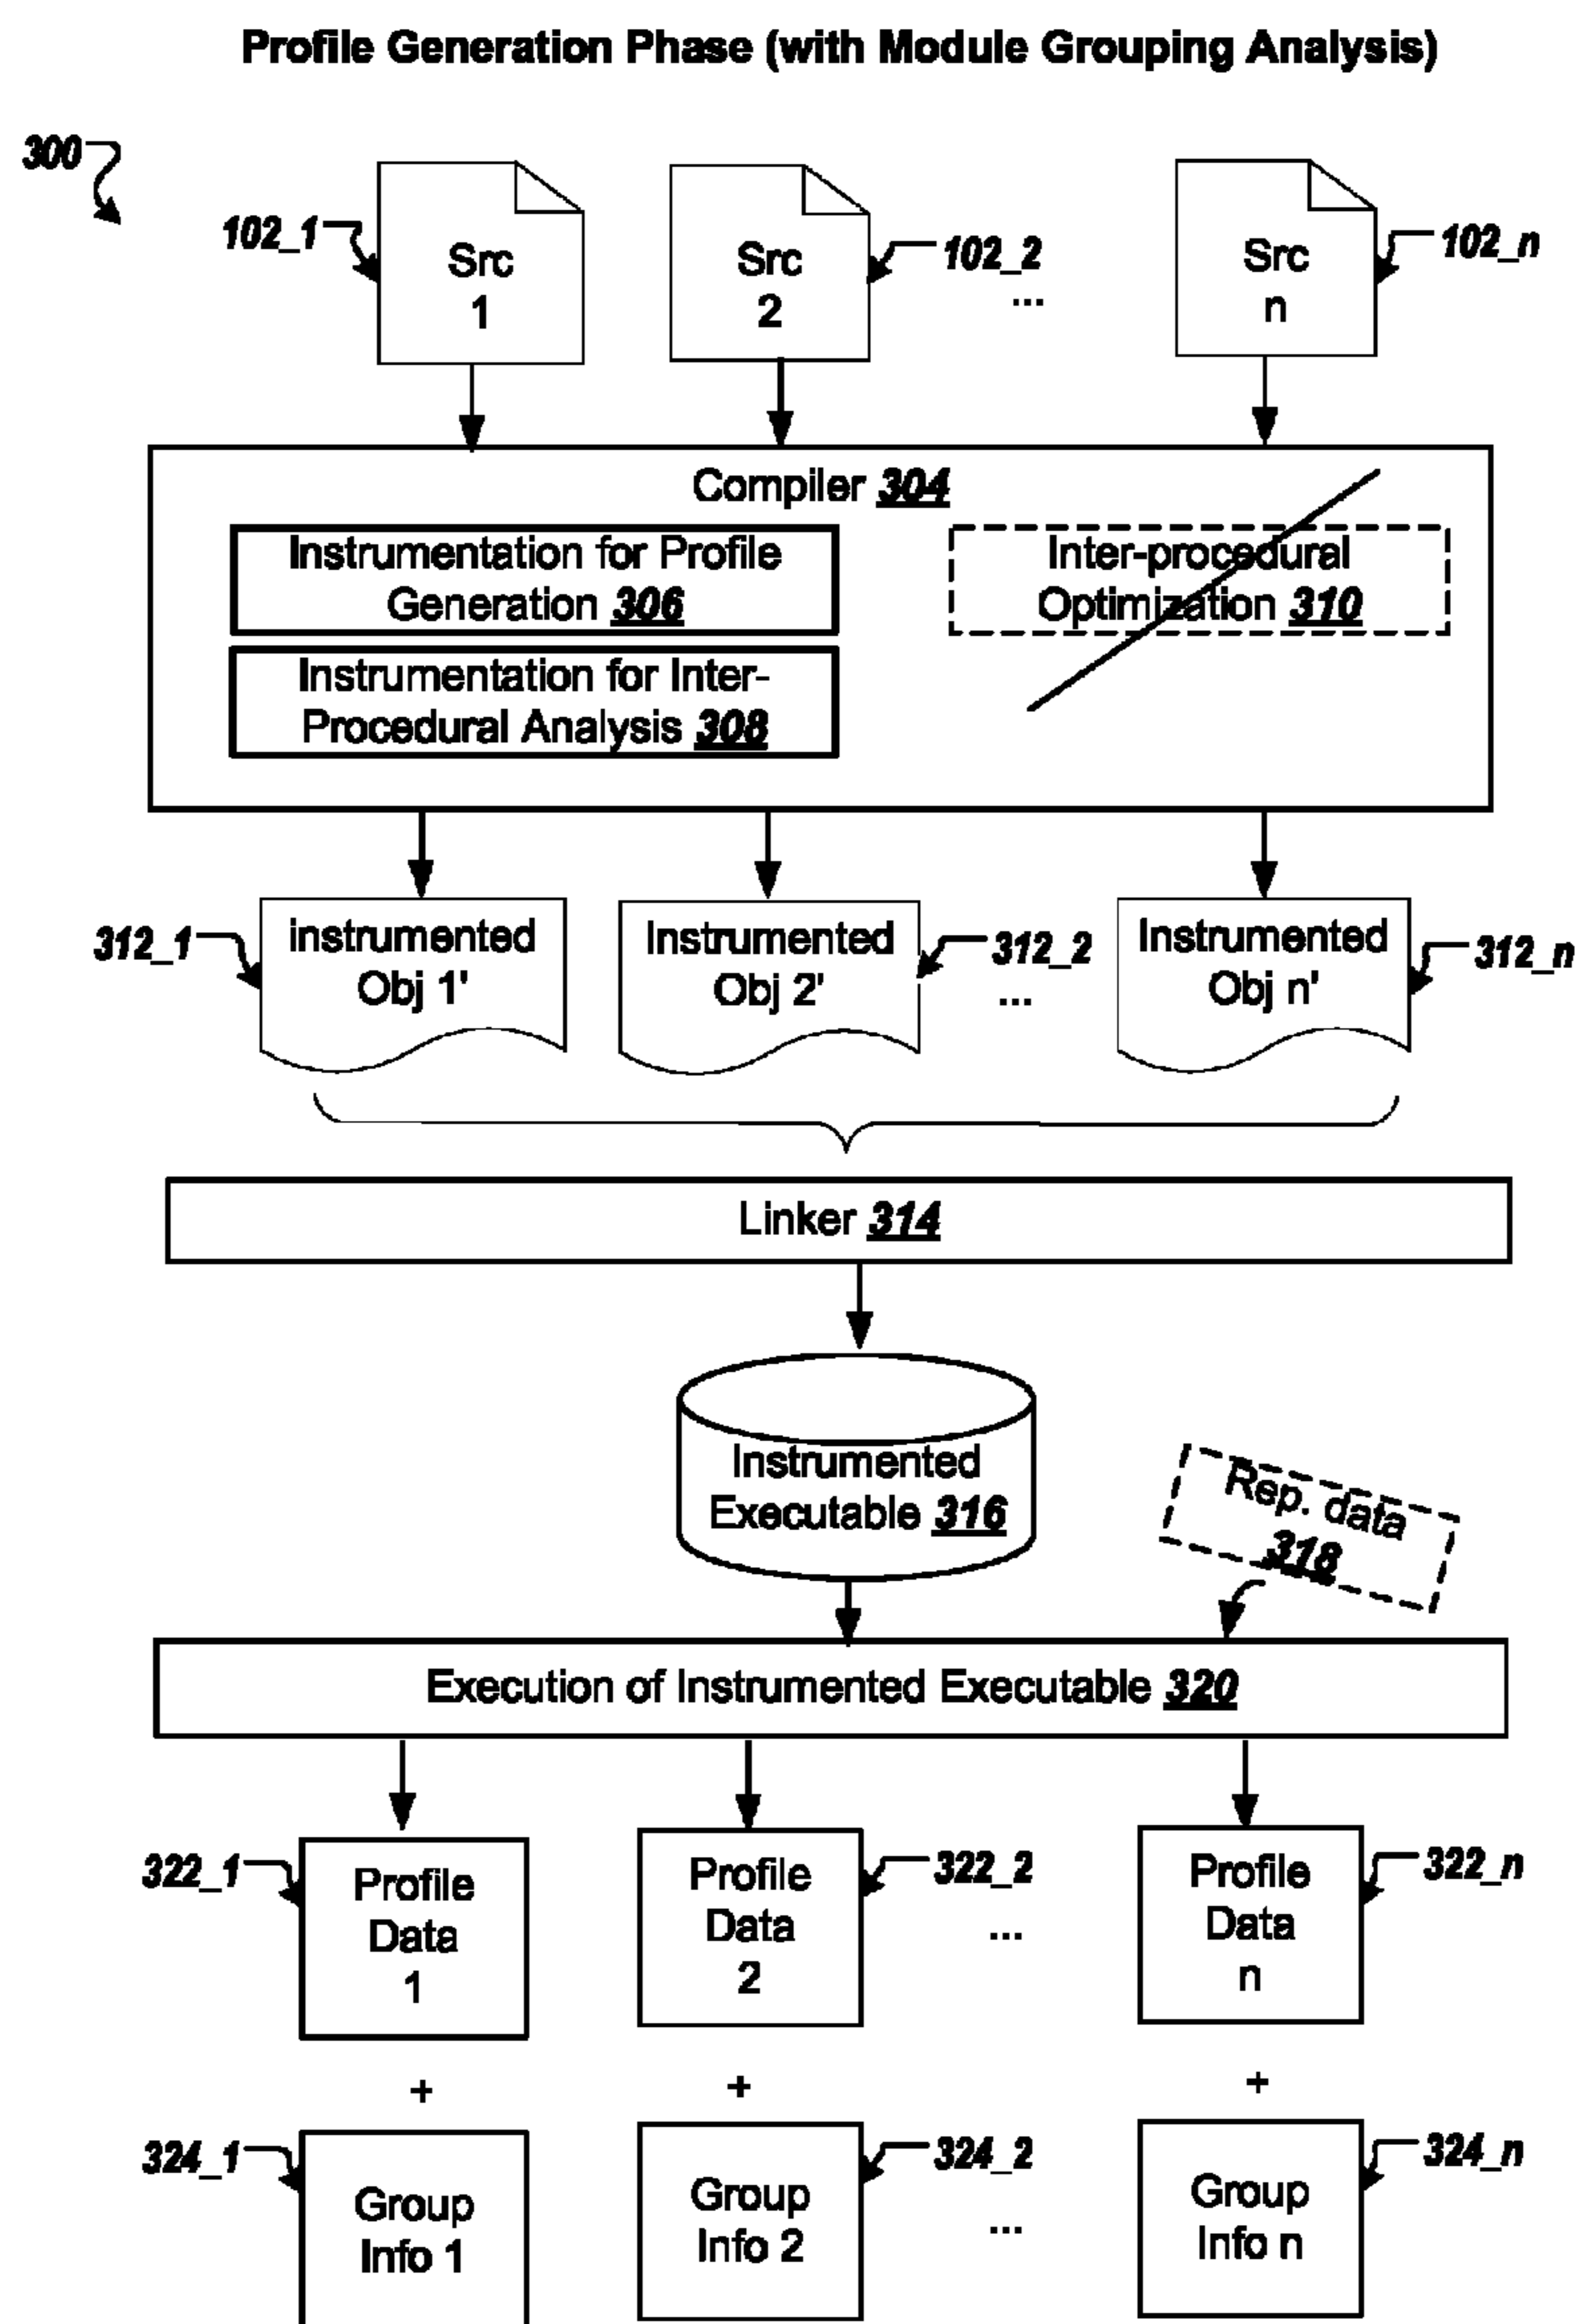 Profile Generation Phase (with Module Grouping Analysis)
300
102_1
Src
1
Src
2
102_2
...
Src
n
102_n
Compiler 304
Instrumentation for Profile
Generation 306
Inter-procedural
Optimization 310
Instrumentation for Inter-
Procedural Analysis 308
312_1
instrumented
Obj 1'
Instrumented
Obj 2'
312_2
...
Instrumented
Obj n'
312_n
Linker 314
Instrumented
Executable 316
Rep. data
318
Execution of Instrumented Executable 320
322_1
Profile
Data
1
Profile
Data
2
322_2
...
Profile
Data
n
322_n
+
+
+
324_1
Group
Info 1
Group
Info 2
324_2
...
Group
Info n
324_n